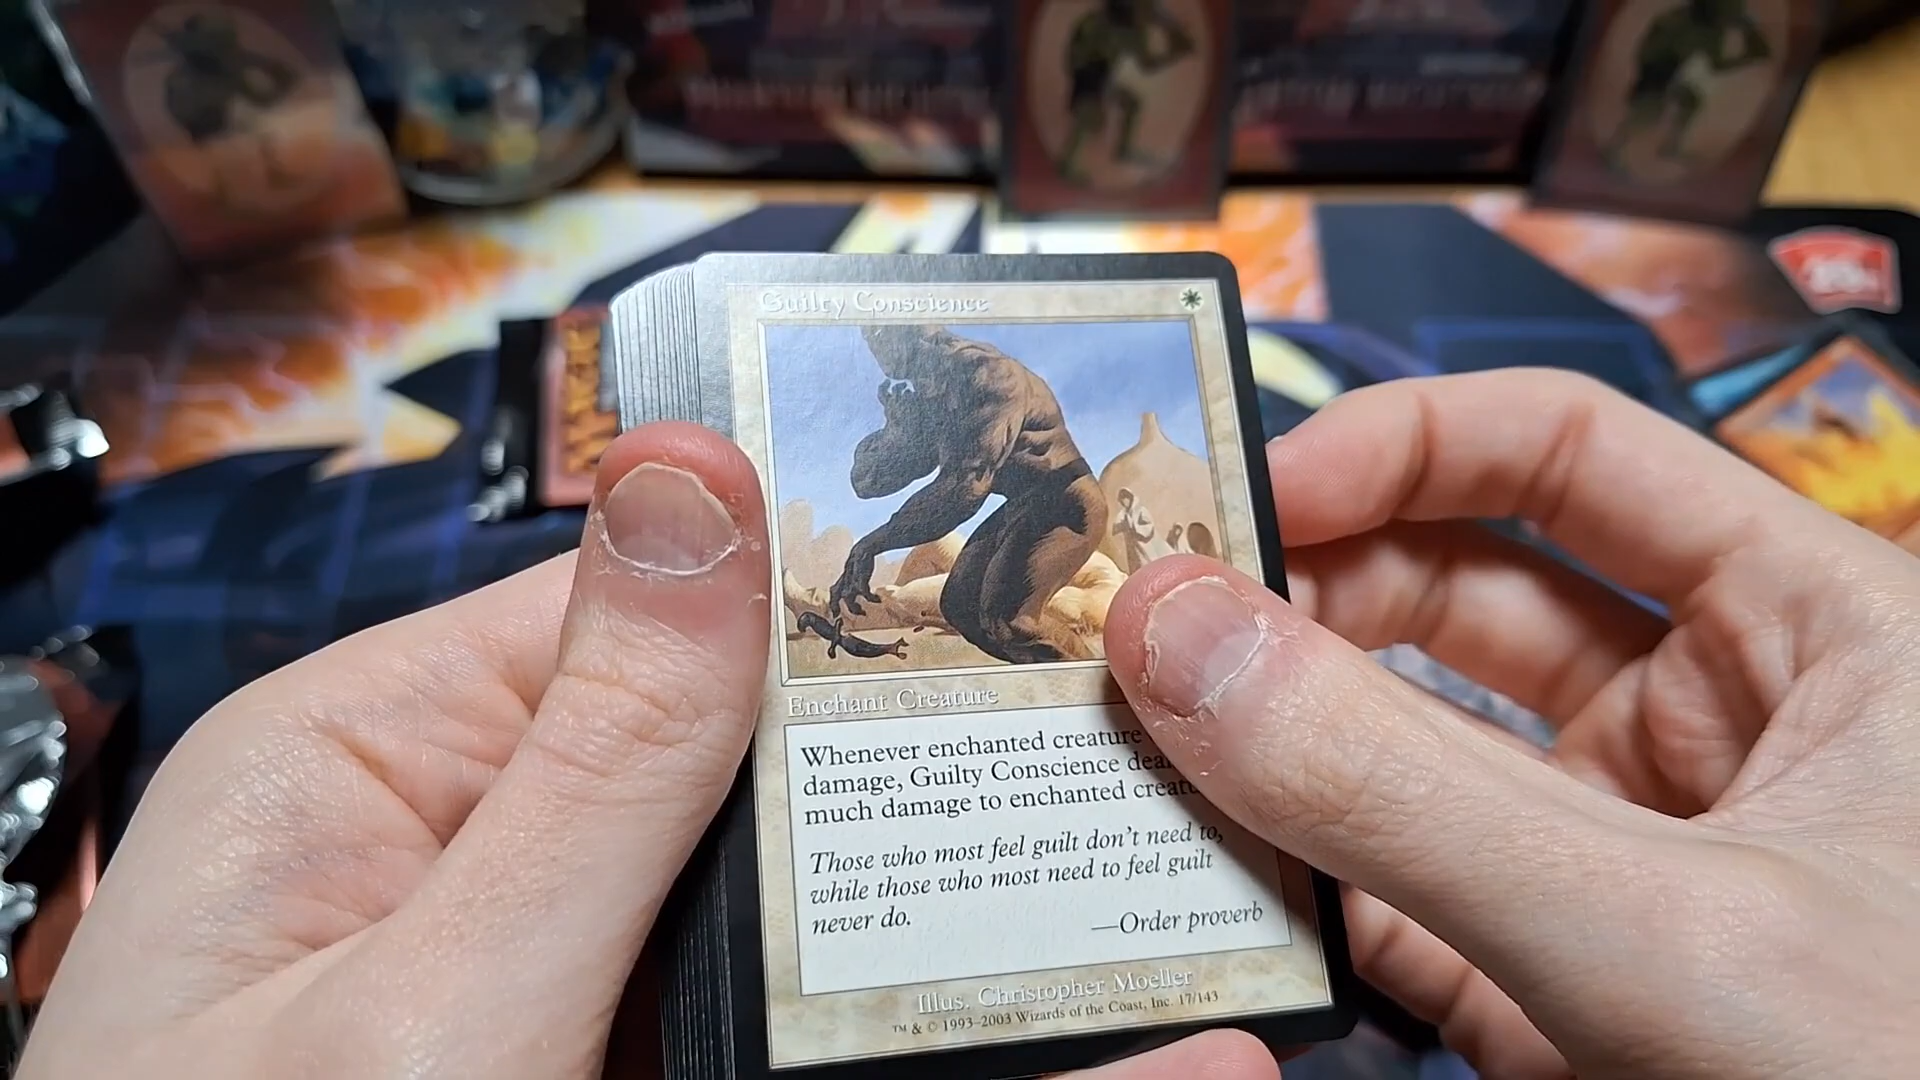 Guilty Conscience
Enchant Creature
Whenever enchanted creature
damage, Guilty Conscience
much damage to enchanted
Those who most feel guilt don't need to,
while those who most need to feel guilt
never do.
—Order proverb
Illus. Christopher Moeller
™ & © 1993–2003 Wizards of the Coast, Inc. 17/143